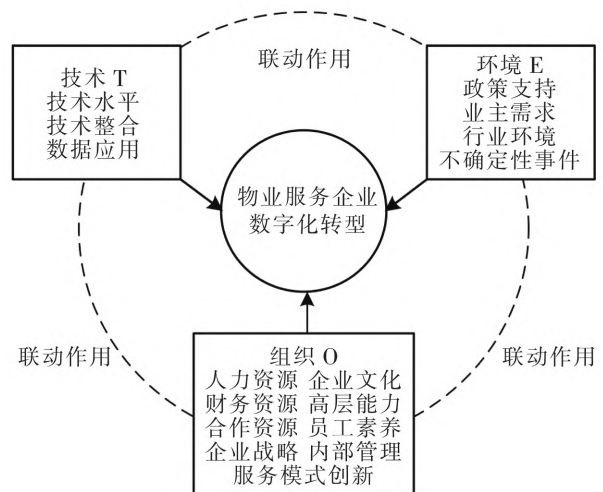 技术 T
技术水平
技术整合
数据应用
联动作用
环境 E
政策支持
业主需求
行业环境
不确定性事件
物业服务企业
数字化转型
联动作用
联动作用
组织 O
人力资源 企业文化
财务资源 高层能力
合作资源 员工素养
企业战略 内部管理
服务模式创新